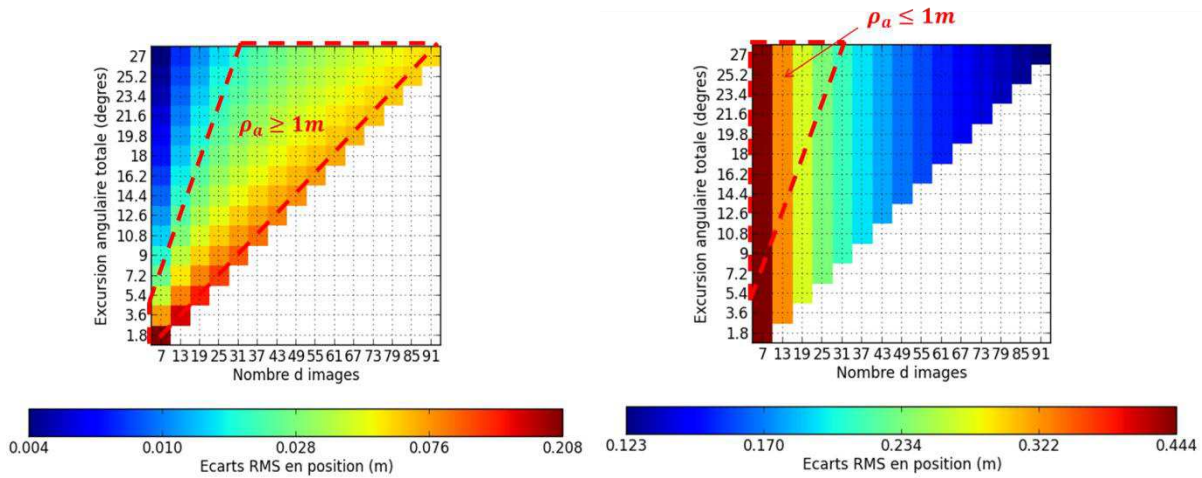 ρₐ ≥ 1m
Excursion angulaire totale (degres)
27
25.2
23.4
21.6
19.8
18
16.2
14.4
12.6
10.8
9
7.2
5.4
3.6
1.8
7 13 19 25 31 37 43 49 55 61 67 73 79 85 91
Nombre d images
0.004 0.010 0.028 0.076 0.208
Ecarts RMS en position (m)
ρₐ ≤ 1m
Excursion angulaire totale (degres)
27
25.2
23.4
21.6
19.8
18
16.2
14.4
12.6
10.8
9
7.2
5.4
3.6
1.8
7 13 19 25 31 37 43 49 55 61 67 73 79 85 91
Nombre d images
0.123 0.170 0.234 0.322 0.444
Ecarts RMS en position (m)